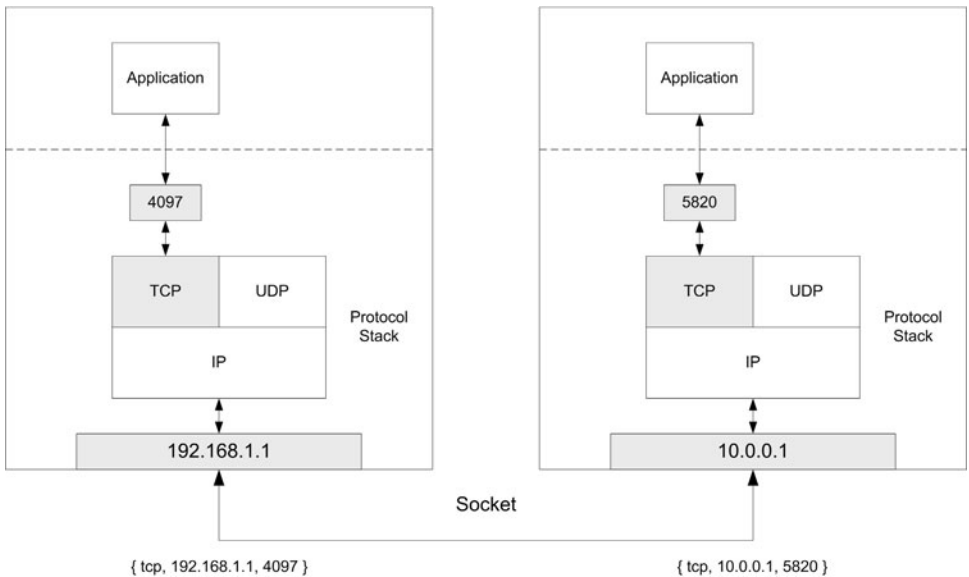 Application
4097
TCP
UDP
IP
Protocol
Stack
192.168.1.1
Application
5820
TCP
UDP
IP
Protocol
Stack
10.0.0.1
Socket
{ tcp, 192.168.1.1, 4097 }
{ tcp, 10.0.0.1, 5820 }